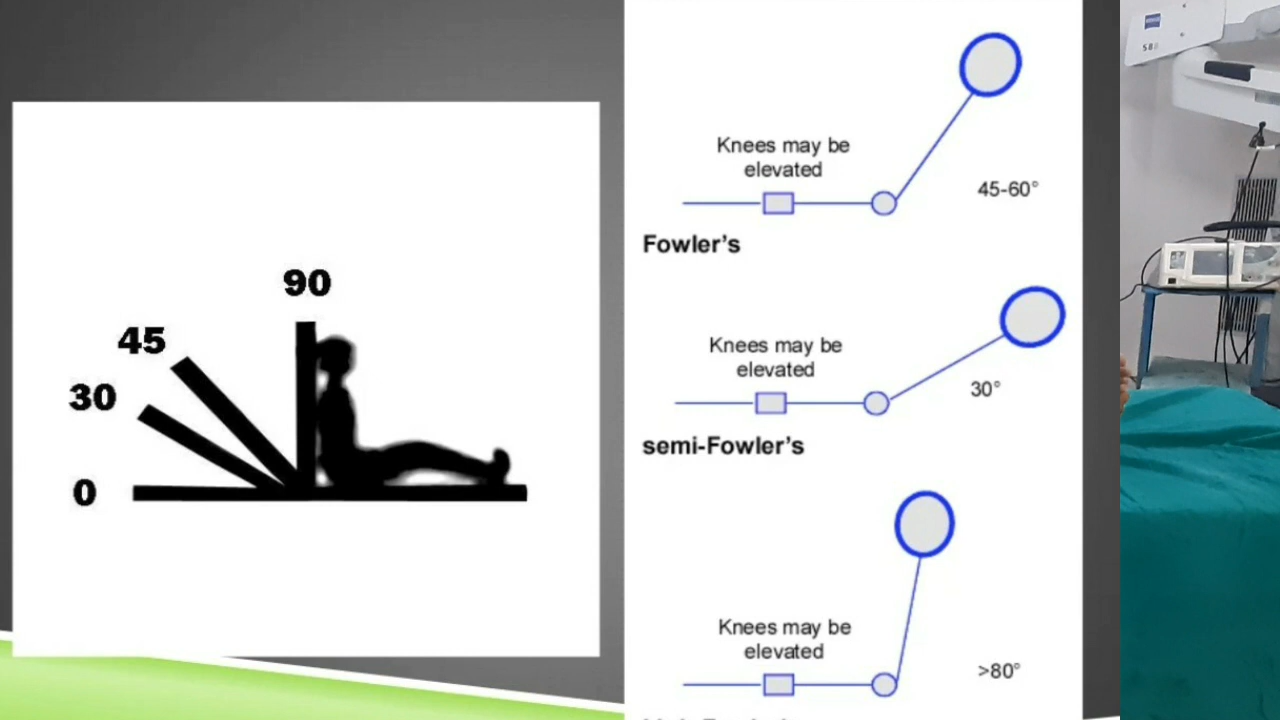 90
45
30
0
Knees may be
elevated
45-60°
Fowler's
Knees may be
elevated
30°
semi-Fowler's
Knees may be
elevated
>80°